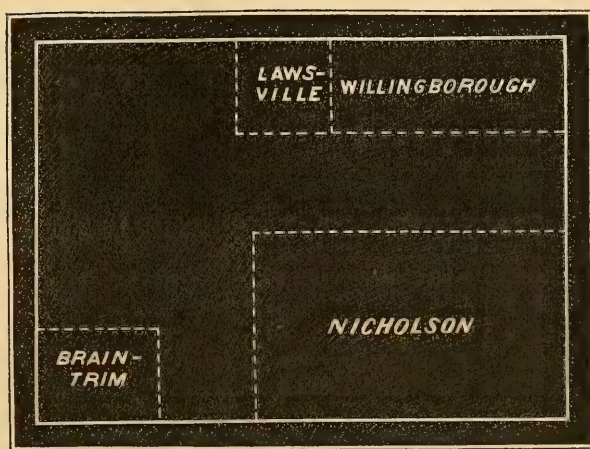 LAWS-
VILLE
WILLINGBOROUGH
NICHOLSON
BRAIN-
TRIM